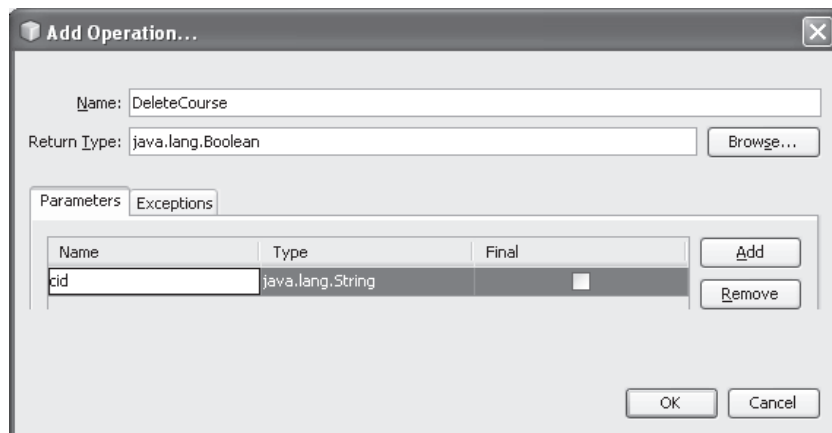 Add Operation...
Name: DeleteCourse
Return Type: java.lang.Boolean Browse...
Parameters Exceptions
Name Type Final
Add
cid java.lang.String
Remove
OK Cancel